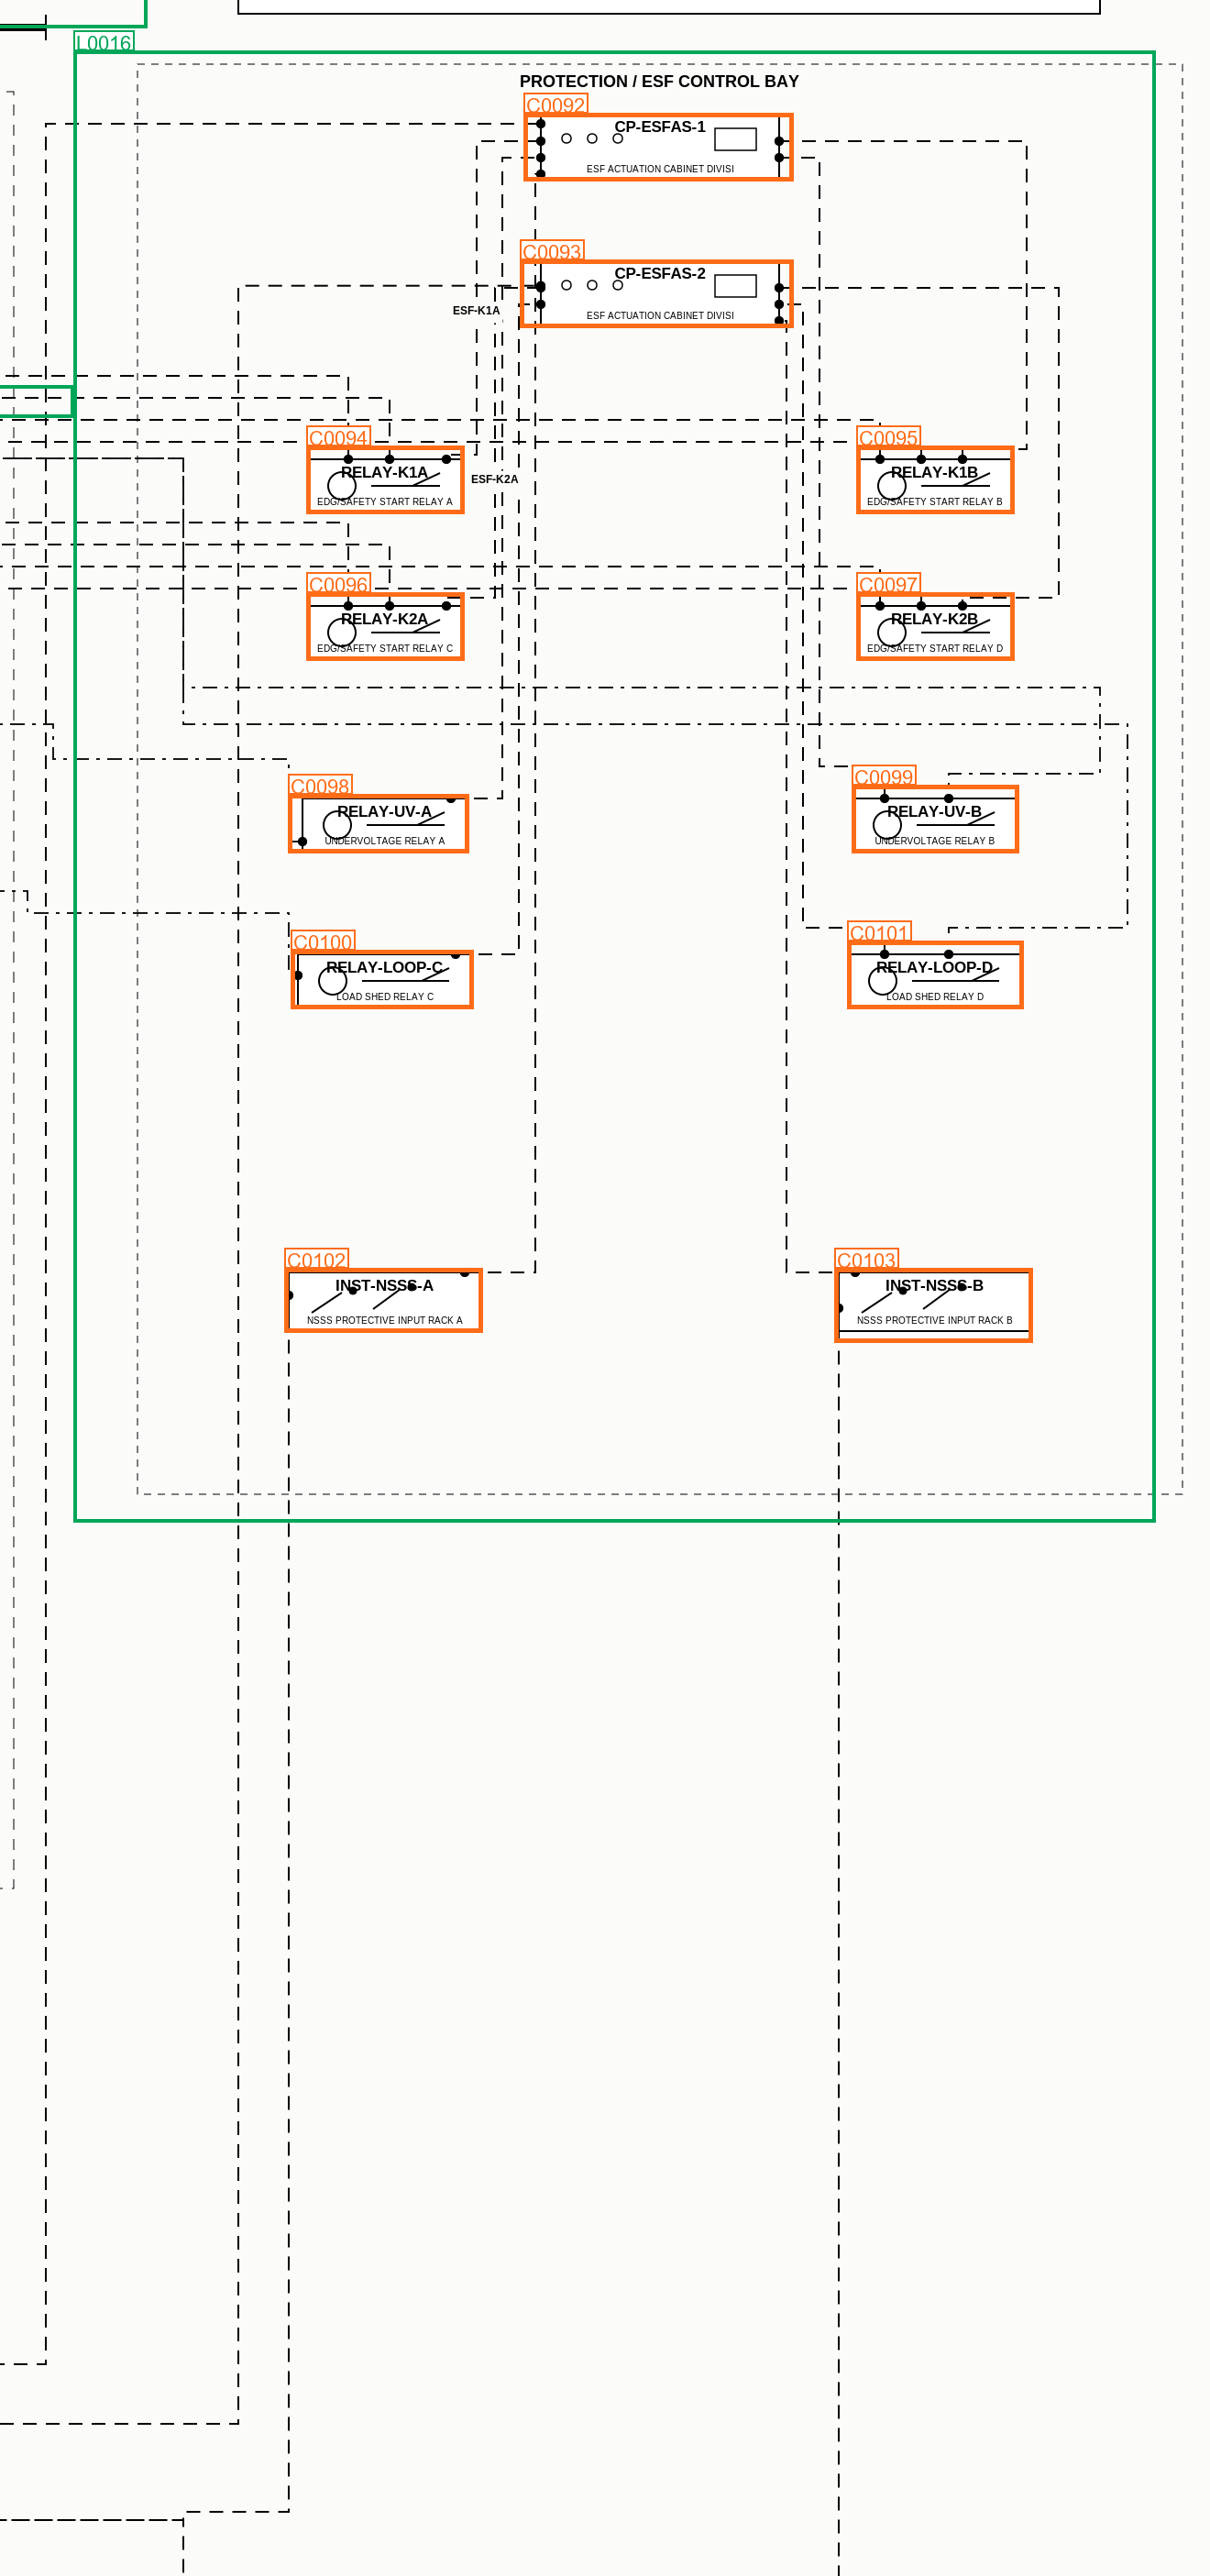 L0016
PROTECTION / ESF CONTROL BAY
C0092
CP-ESFAS-1
ESF ACTUATION CABINET DIVISI
C0093
CP-ESFAS-2
ESF-K1A
ESF ACTUATION CABINET DIVISI
C0094
C0095
RELAY-K1A
RELAY-K1B
ESF-K2A
EDG/SAFETY START RELAY A
EDG/SAFETY START RELAY B
C0096
C0097
RELAY-K2A
RELAY-K2B
EDG/SAFETY START RELAY C
EDG/SAFETY START RELAY D
C0098
C0099
RELAY-UV-A
RELAY-UV-B
UNDERVOLTAGE RELAY A
UNDERVOLTAGE RELAY B
C0100
C0101
RELAY-LOOP-C
RELAY-LOOP-D
LOAD SHED RELAY C
LOAD SHED RELAY D
C0102
C0103
INST-NSSS-A
INST-NSSS-B
NSSS PROTECTIVE INPUT RACK A
NSSS PROTECTIVE INPUT RACK B